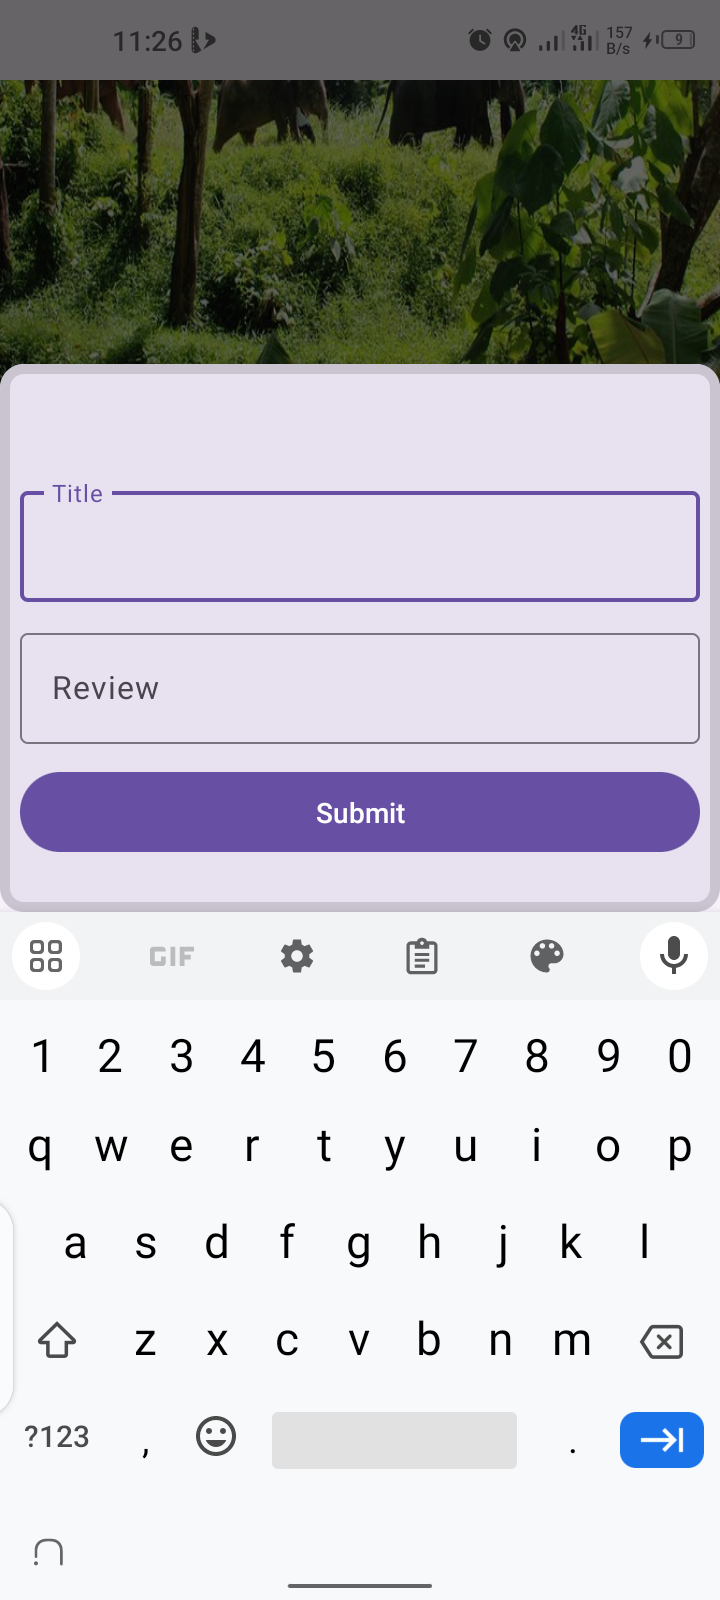 11:26 4G 157 B/s 9
Title
Review
Submit
GIF
1 2 3 4 5 6 7 8 9 0
q w e r t y u i o p
a s d f g h j k l
z x c v b n m
?123 , .